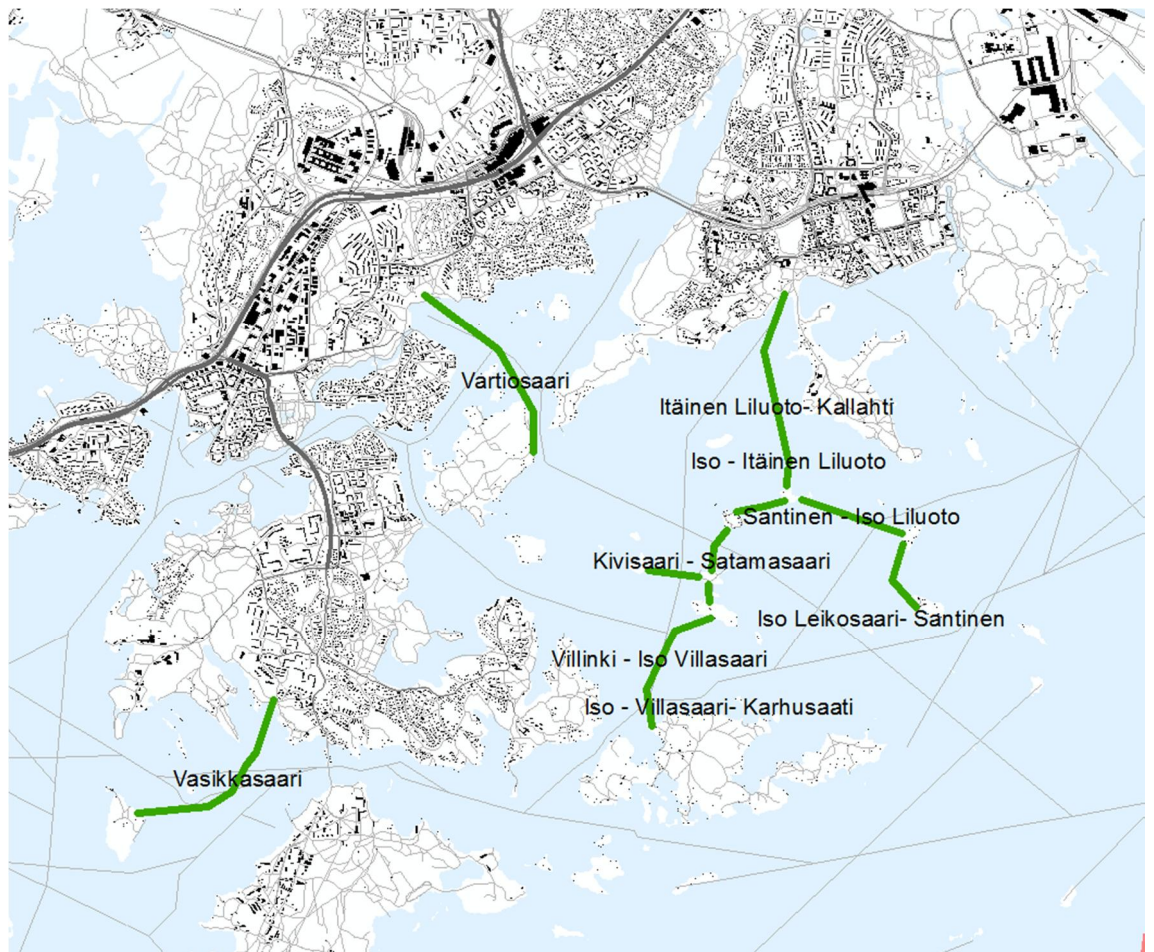 Vartiosaari
Itäinen Liluoto- Kallahti
Iso - Itäinen Liluoto
Santinen - Iso Liluoto
Kivisaari - Satamasaari
Iso Leikosaari- Santinen
Villinki - Iso Villasaari
Iso - Villasaari- Karhusaati
Vasikkasaari